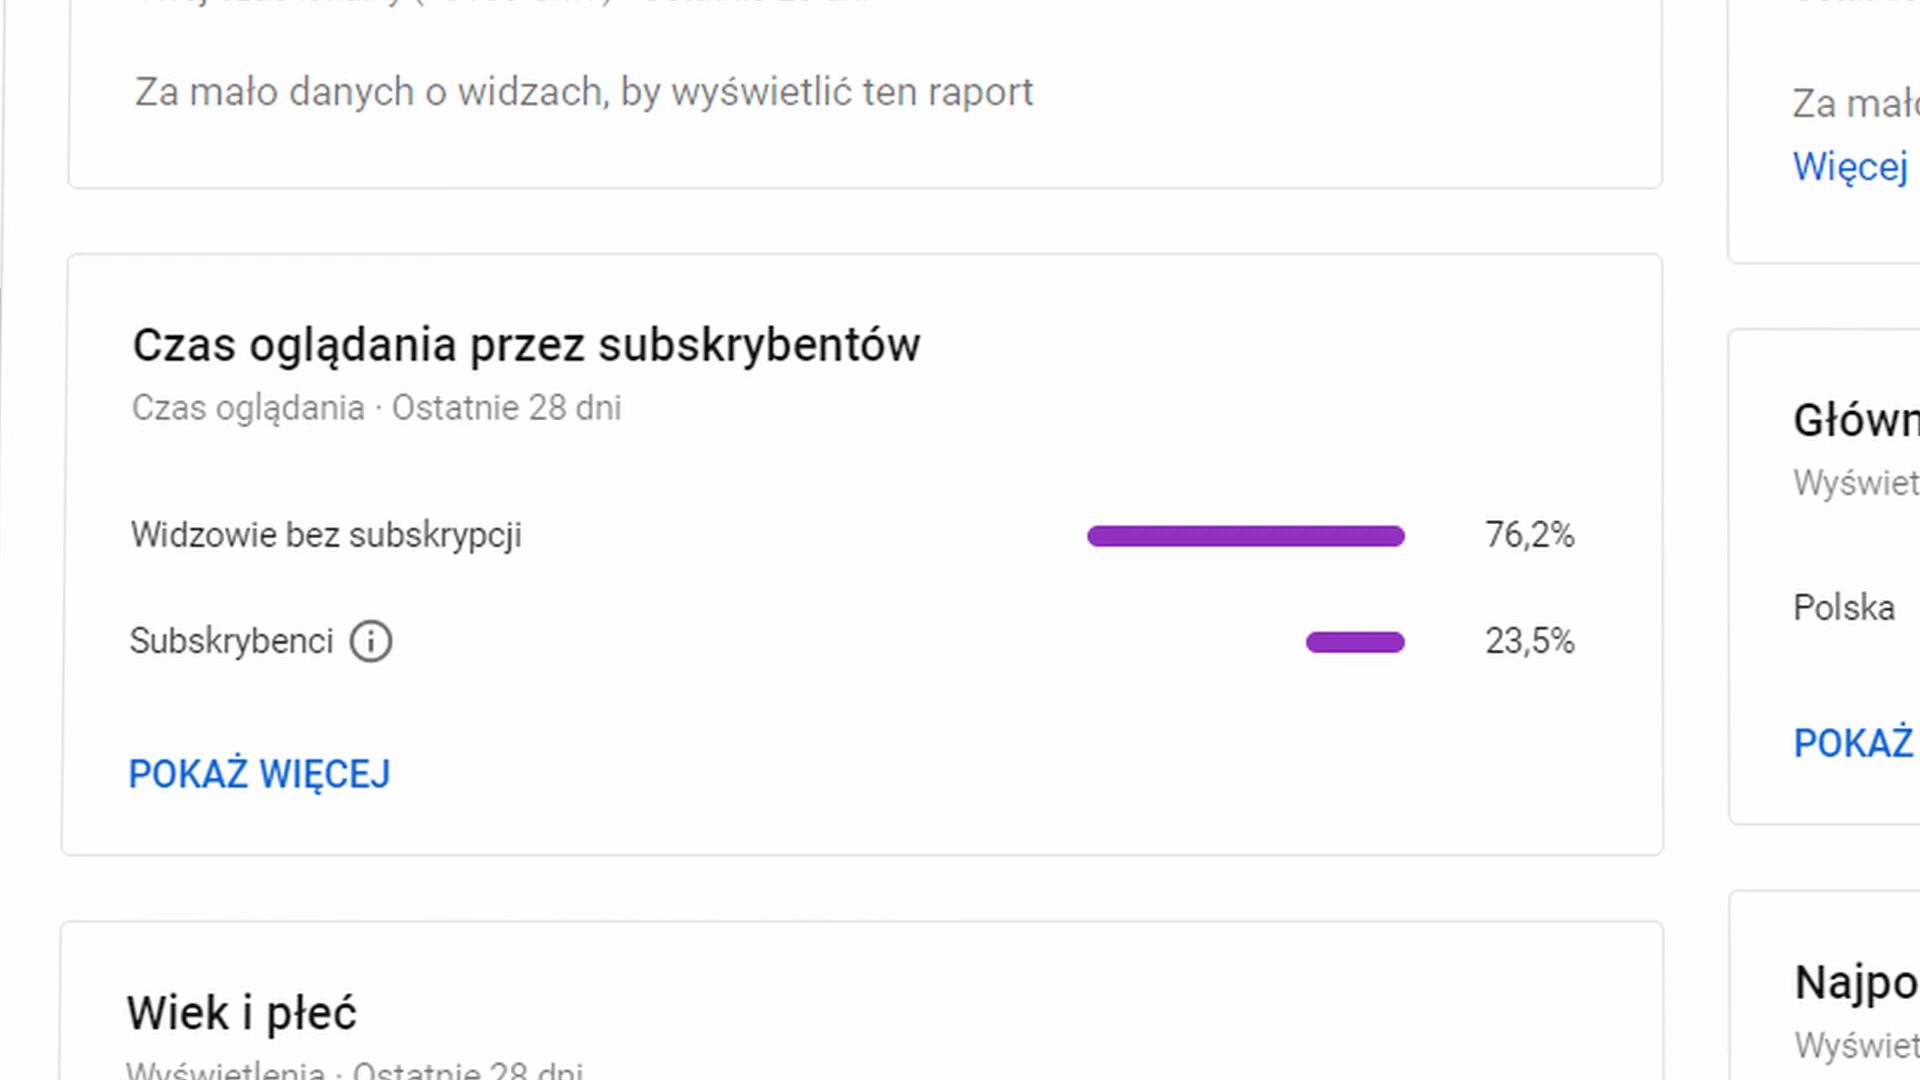 Za mało danych o widzach, by wyświetlić ten raport
Czas oglądania przez subskrybentów
Czas oglądania · Ostatnie 28 dni
Widzowie bez subskrypcji 76,2%
Subskrybenci 23,5%
POKAŻ WIĘCEJ
Wiek i płeć
Wyświetlenia · Ostatnie 28 dni
Za mało
Więcej
Główn
Wyświet
Polska
POKAŻ
Najpo
Wyświet